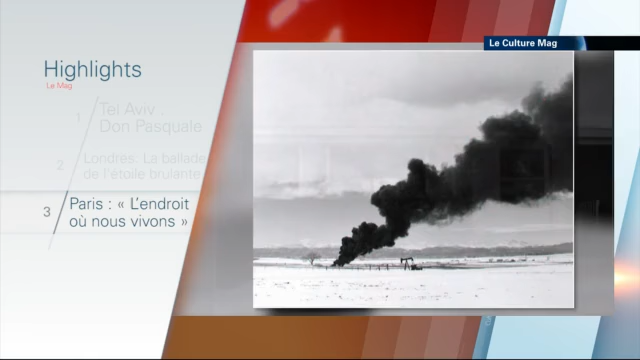 Le Culture Mag
Highlights
Le Mag
1 Tel Aviv :
Don Pasquale
2 Londres: La ballade
de l'étoile brulante
3 Paris : « L'endroit
où nous vivons »